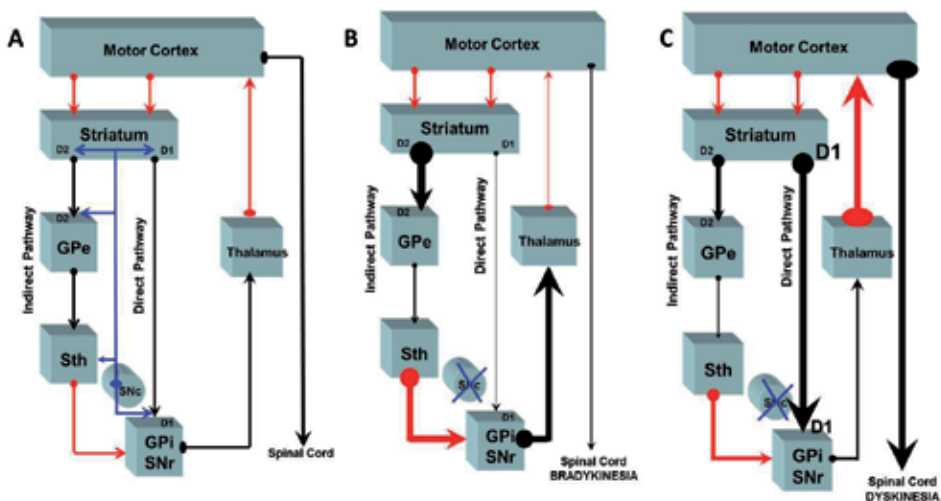 A
Motor Cortex
Striatum
D2
D1
D2
GPe
Indirect Pathway
Direct Pathway
Thalamus
Sth
SNc
D1
GPi
SNr
Spinal Cord
B
Motor Cortex
Striatum
D2
D1
D2
GPe
Indirect Pathway
Direct Pathway
Thalamus
Sth
SNc
D1
GPi
SNr
Spinal Cord
BRADYKINESIA
C
Motor Cortex
Striatum
D2
D1
D2
GPe
Indirect Pathway
Direct Pathway
Thalamus
Sth
SNc
D1
GPi
SNr
Spinal Cord
DYSKINESIA